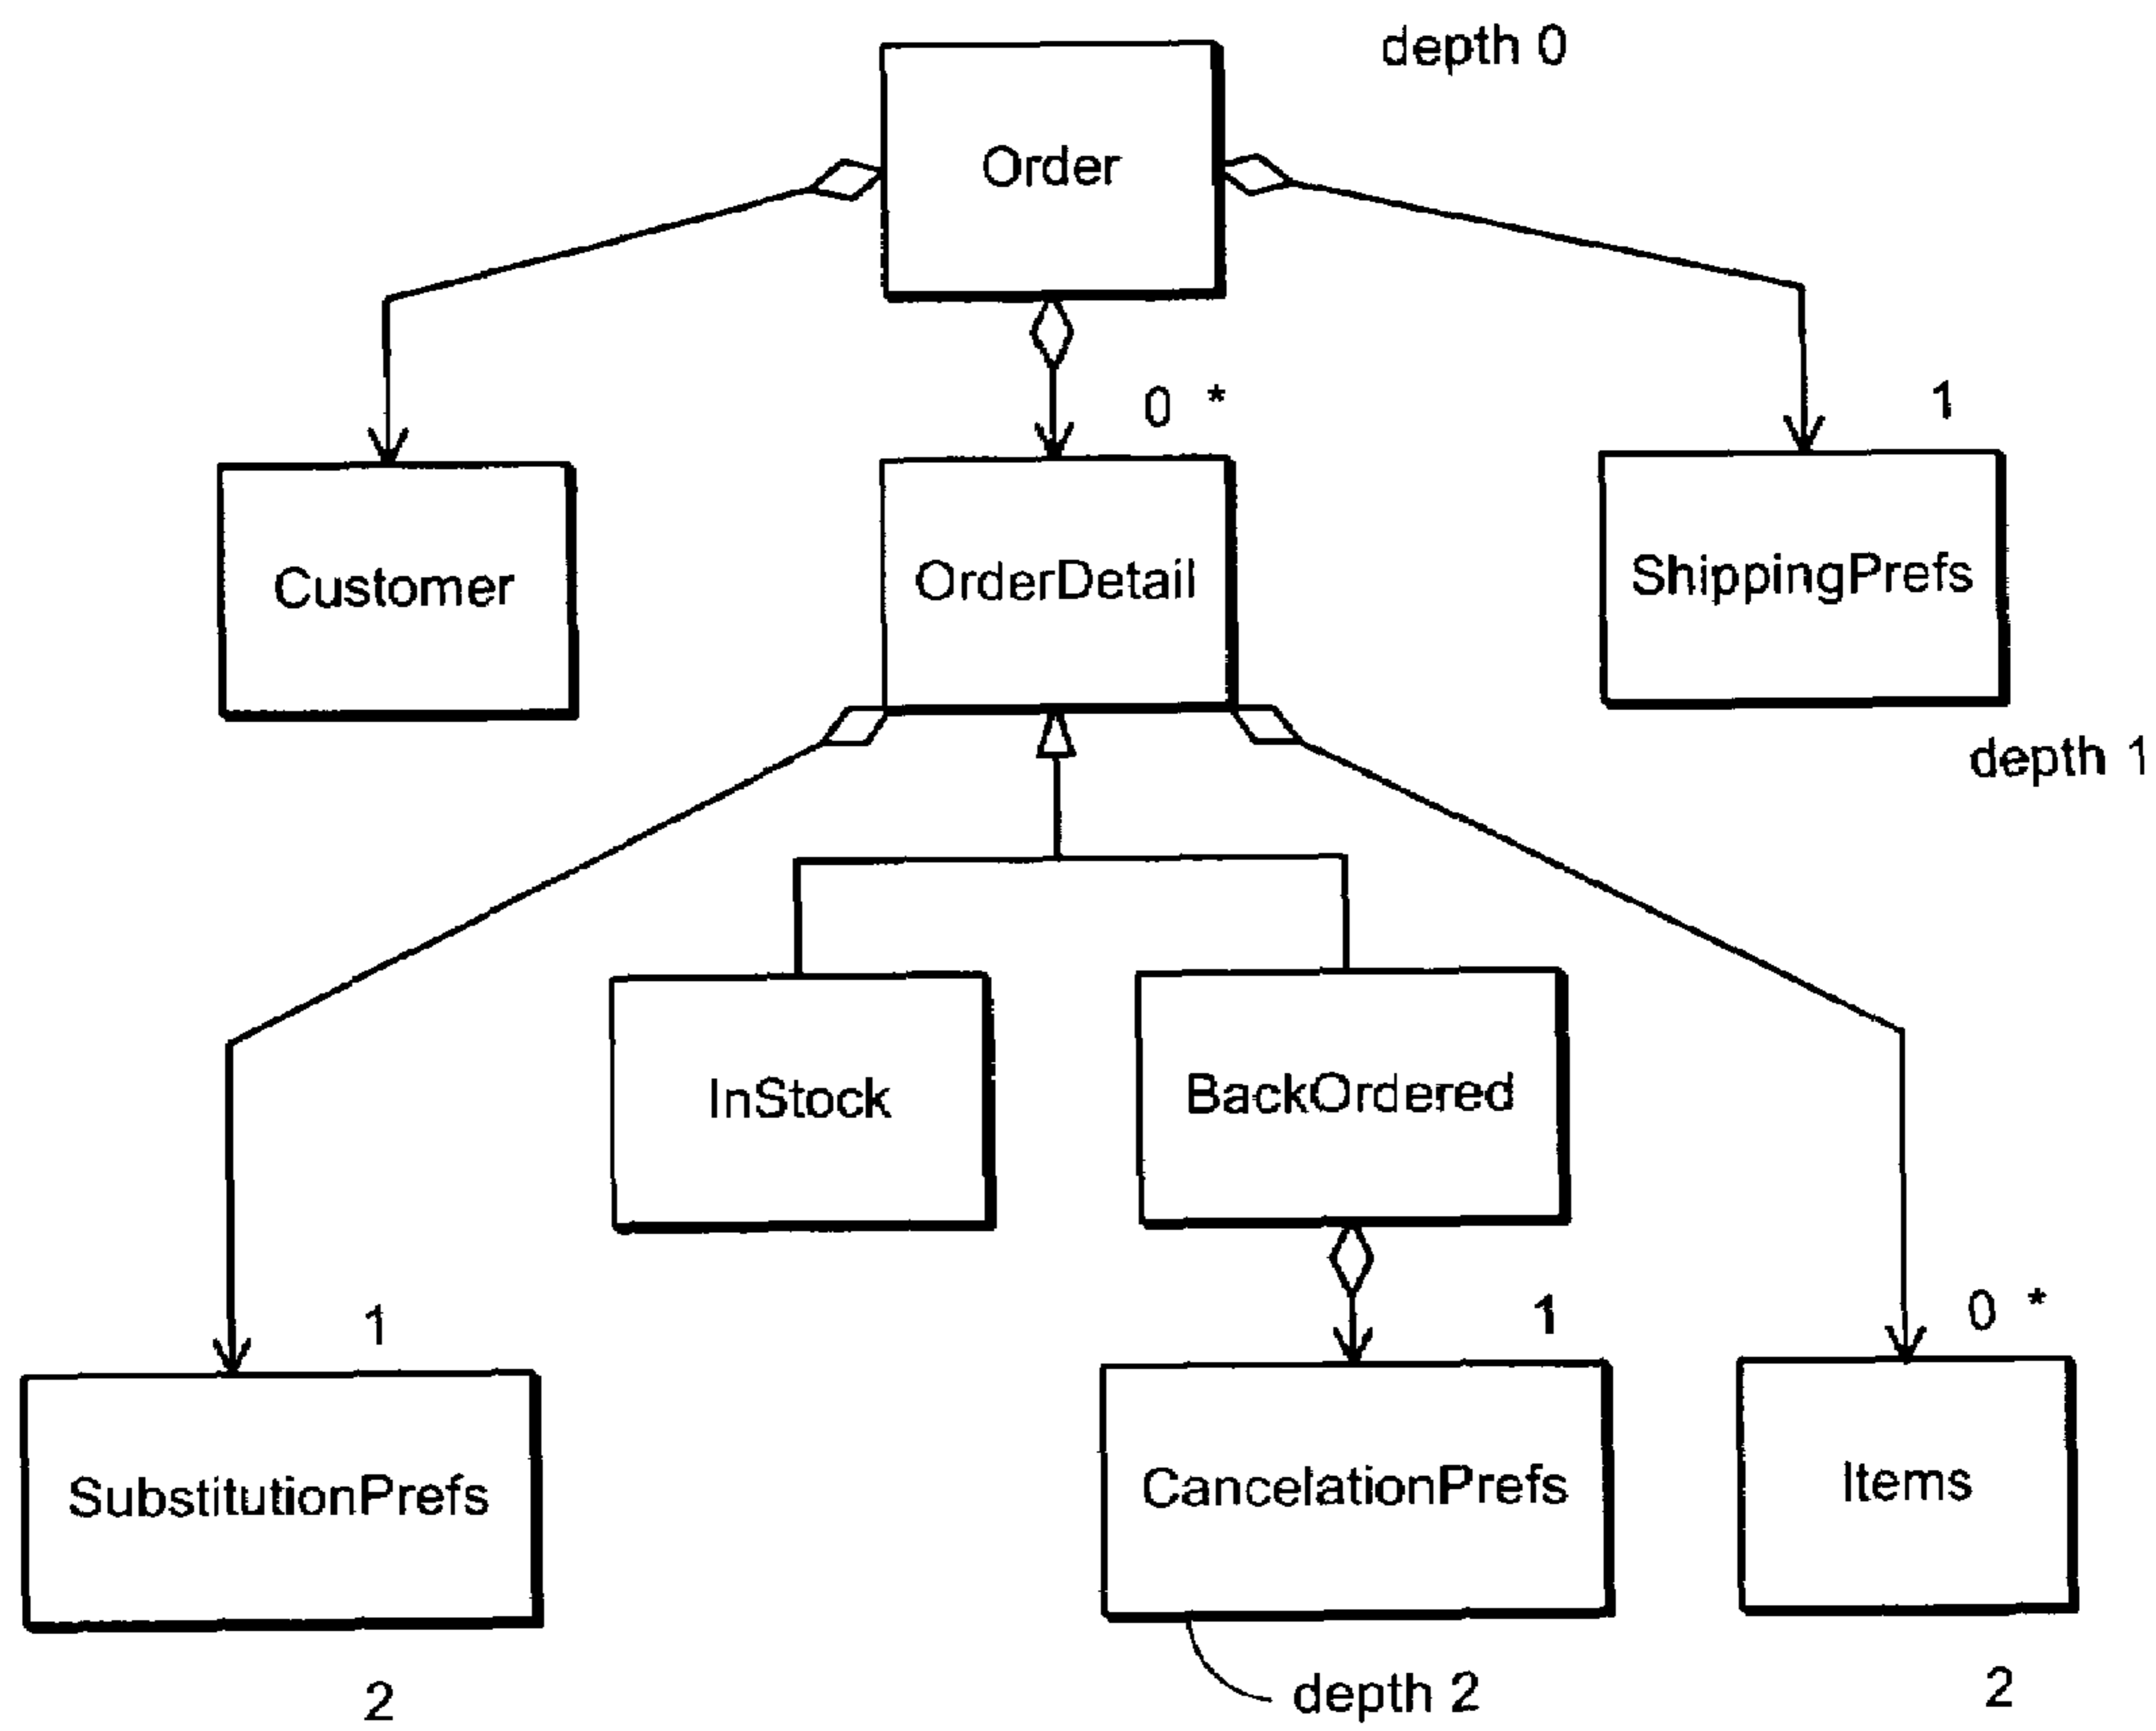 depth 0
Order
0 *
1
Customer
OrderDetail
ShippingPrefs
depth 1
InStock
BackOrdered
1
1
0 *
SubstitutionPrefs
CancelationPrefs
Items
2
depth 2
2